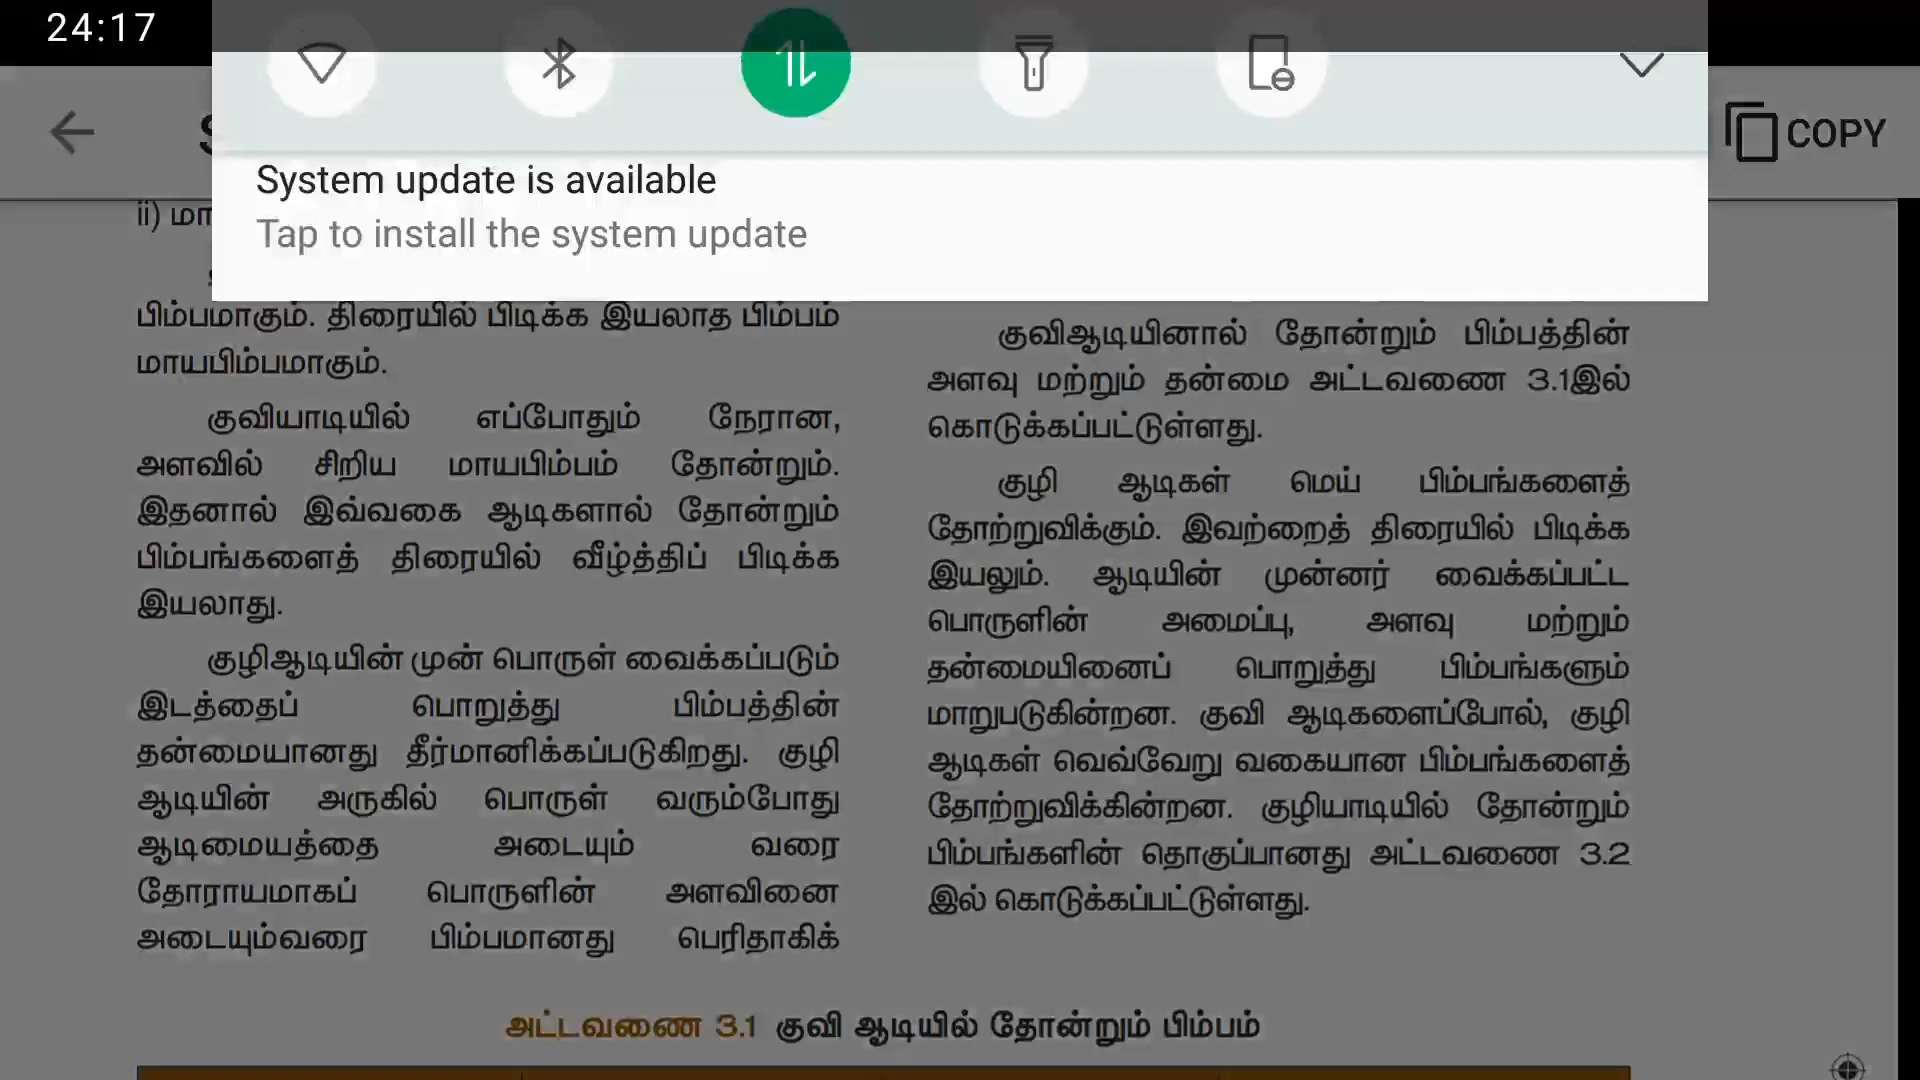 24:17
COPY
System update is available
Tap to install the system update
ii) மா
பிம்பமாகும். திரையில் பிடிக்க இயலாத பிம்பம்
மாயபிம்பமாகும்.
குவியாடியில் எப்போதும் நேரான,
அளவில் சிறிய மாயபிம்பம் தோன்றும்.
இதனால் இவ்வகை ஆடிகளால் தோன்றும்
பிம்பங்களைத் திரையில் வீழ்த்திப் பிடிக்க
இயலாது.
குழிஆடியின் முன் பொருள் வைக்கப்படும்
இடத்தைப் பொறுத்து பிம்பத்தின்
தன்மையானது தீர்மானிக்கப்படுகிறது. குழி
ஆடியின் அருகில் பொருள் வரும்போது
ஆடிமையத்தை அடையும் வரை
தோராயமாகப் பொருளின் அளவினை
அடையும்வரை பிம்பமானது பெரிதாகிக்
குவிஆடியினால் தோன்றும் பிம்பத்தின்
அளவு மற்றும் தன்மை அட்டவணை 3.1இல்
கொடுக்கப்பட்டுள்ளது.
குழி ஆடிகள் மெய் பிம்பங்களைத்
தோற்றுவிக்கும். இவற்றைத் திரையில் பிடிக்க
இயலும். ஆடியின் முன்னர் வைக்கப்பட்ட
பொருளின் அமைப்பு, அளவு மற்றும்
தன்மையினைப் பொறுத்து பிம்பங்களும்
மாறுபடுகின்றன. குவி ஆடிகளைப்போல், குழி
ஆடிகள் வெவ்வேறு வகையான பிம்பங்களைத்
தோற்றுவிக்கின்றன. குழியாடியில் தோன்றும்
பிம்பங்களின் தொகுப்பானது அட்டவணை 3.2
இல் கொடுக்கப்பட்டுள்ளது.
அட்டவணை 3.1 குவி ஆடியில் தோன்றும் பிம்பம்